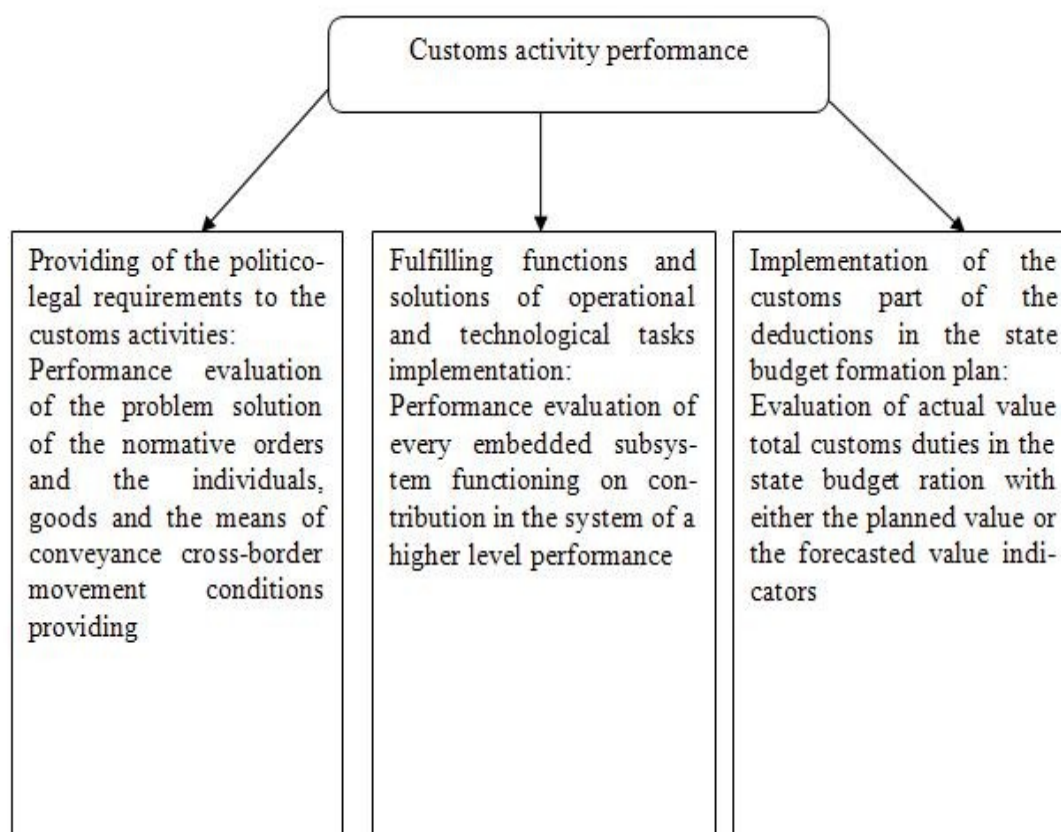 Customs activity performance
Providing of the politico-
legal requirements to the
customs activities:
Performance evaluation
of the problem solution
of the normative orders
and the individuals,
goods and the means of
conveyance cross-border
movement conditions
providing
Fulfilling functions and
solutions of operational
and technological tasks
implementation:
Performance evaluation of
every embedded subsys-
tem functioning on con-
tribution in the system of a
higher level performance
Implementation of the
customs part of the
deductions in the state
budget formation plan:
Evaluation of actual value
total customs duties in the
state budget ration with
either the planned value or
the forecasted value indi-
cators